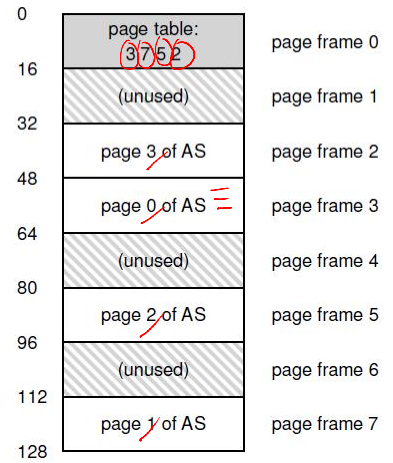 0
page table:
3 7 5 2
page frame 0
16
(unused)
page frame 1
32
page 3 of AS
page frame 2
48
page 0 of AS
page frame 3
64
(unused)
page frame 4
80
page 2 of AS
page frame 5
96
(unused)
page frame 6
112
page 1 of AS
page frame 7
128